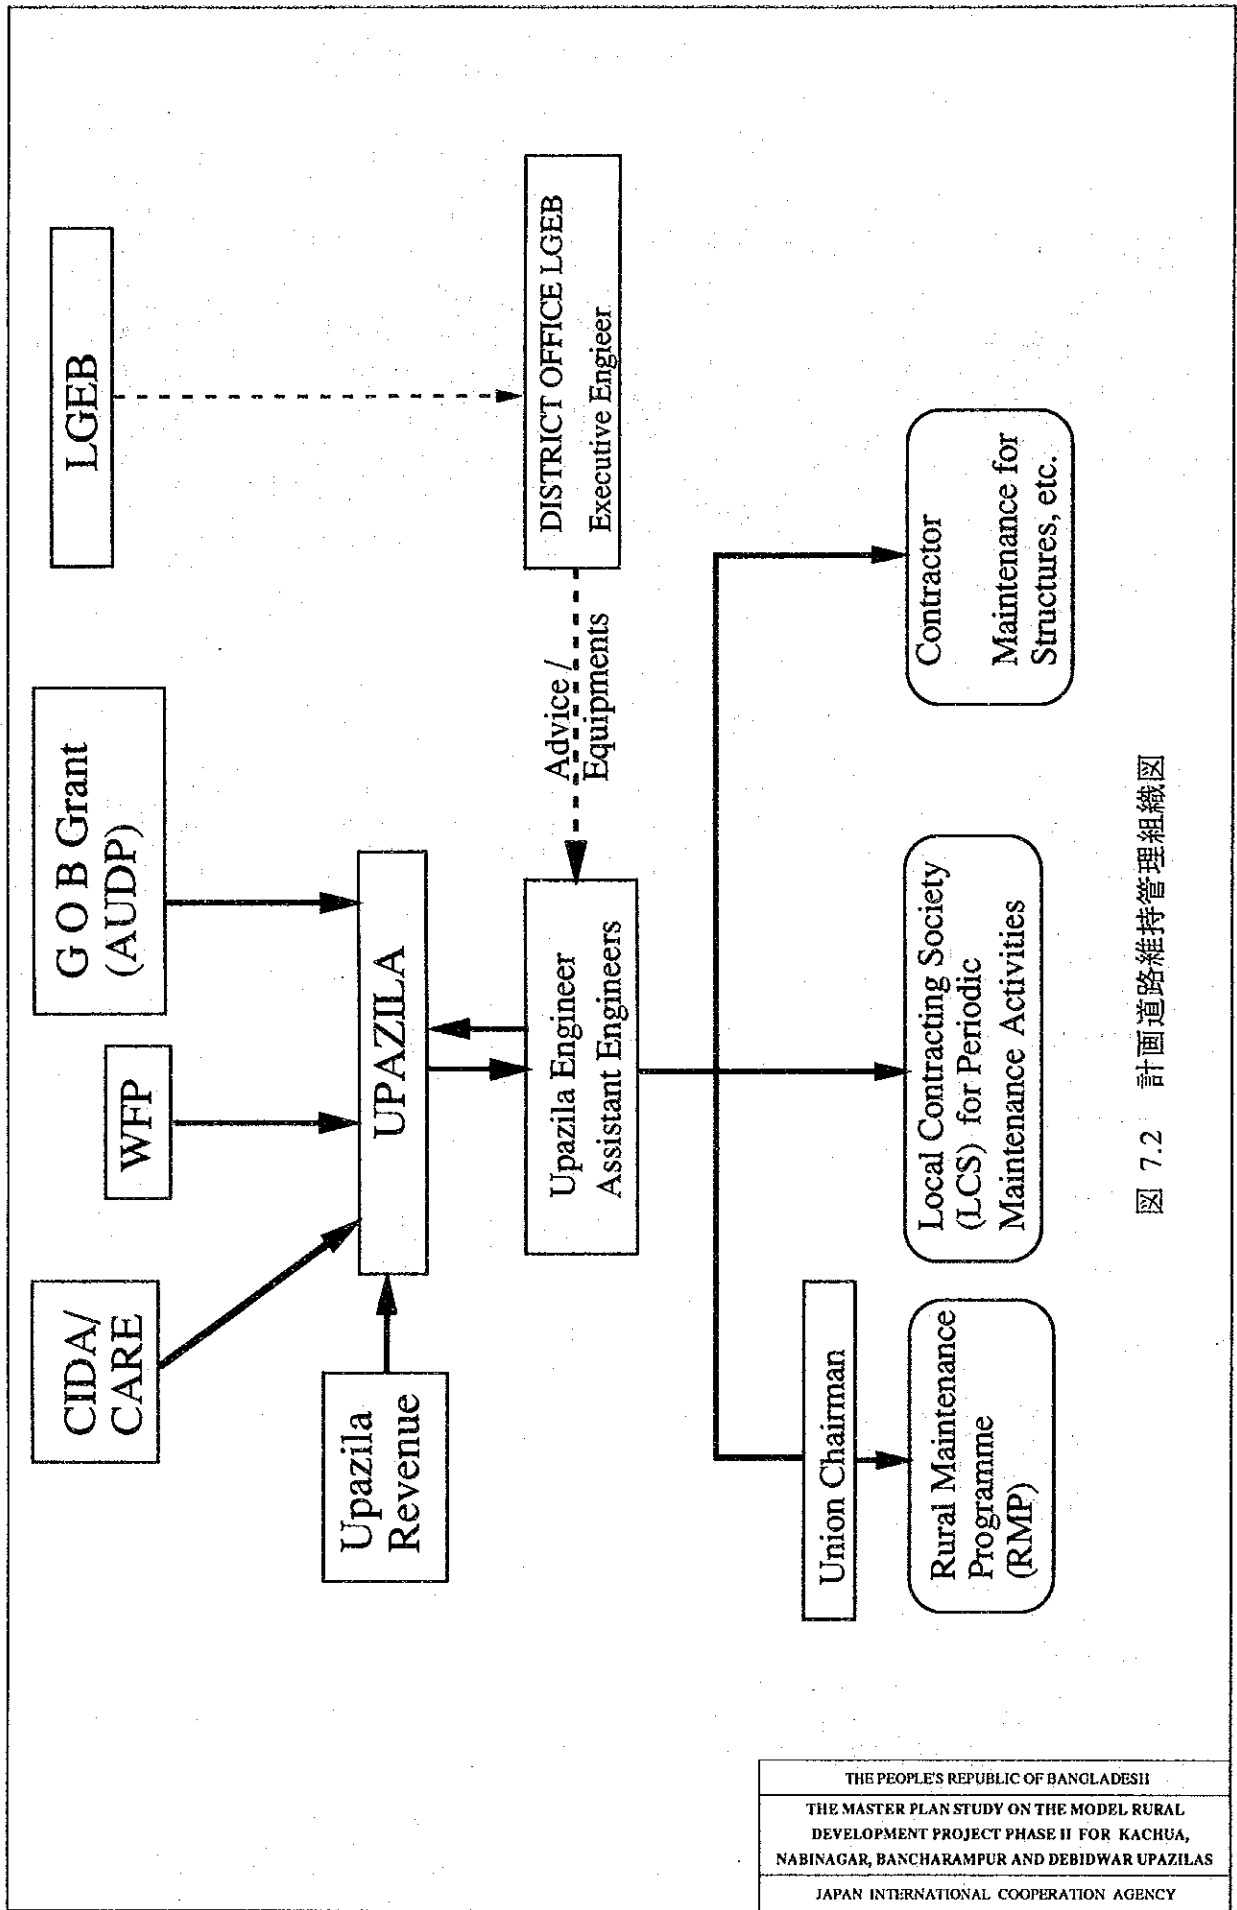 CIDA/
CARE
WFP
G O B Grant
(AUDP)
LGEB
Upazila
Revenue
UPAZILA
Upazila Engineer
Assistant Engineers
Advice /
Equipments
DISTRICT OFFICE LGEB
Executive Engieer
Union Chairman
Rural Maintenance
Programme
(RMP)
Local Contracting Society
(LCS) for Periodic
Maintenance Activities
Contractor
Maintenance for
Structures, etc.
図 7.2 計画道路維持管理組織図
THE PEOPLE'S REPUBLIC OF BANGLADESH
THE MASTER PLAN STUDY ON THE MODEL RURAL
DEVELOPMENT PROJECT PHASE II FOR KACHUA,
NABINAGAR, BANCHARAMPUR AND DEBIDWAR UPAZILAS
JAPAN INTERNATIONAL COOPERATION AGENCY